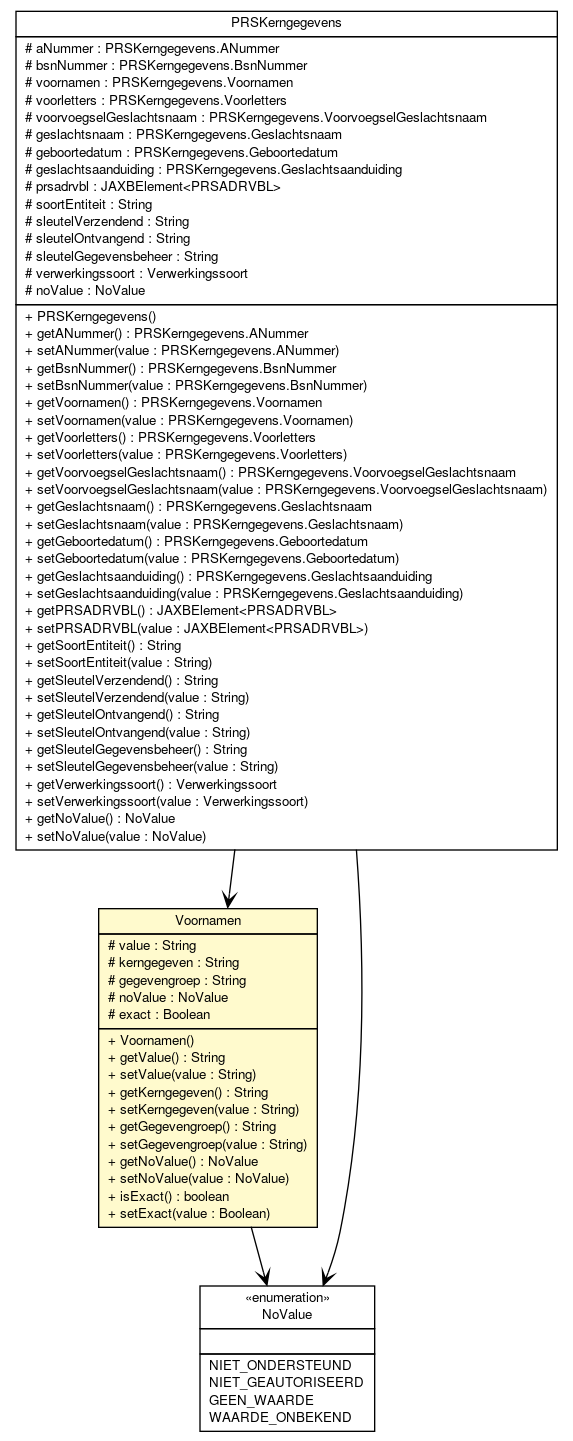 PRSKerngegevens
# aNummer : PRSKerngegevens.ANummer
# bsnNummer : PRSKerngegevens.BsnNummer
# voornamen : PRSKerngegevens.Voornamen
# voorletters : PRSKerngegevens.Voorletters
# voorvoegselGeslachtsnaam : PRSKerngegevens.VoorvoegselGeslachtsnaam
# geslachtsnaam : PRSKerngegevens.Geslachtsnaam
# geboortedatum : PRSKerngegevens.Geboortedatum
# geslachtsaanduiding : PRSKerngegevens.Geslachtsaanduiding
# prsadrvbl : JAXBElement<PRSADRVBL>
# soortEntiteit : String
# sleutelVerzendend : String
# sleutelOntvangend : String
# sleutelGegevensbeheer : String
# verwerkingssoort : Verwerkingssoort
# noValue : NoValue
+ PRSKerngegevens()
+ getANummer() : PRSKerngegevens.ANummer
+ setANummer(value : PRSKerngegevens.ANummer)
+ getBsnNummer() : PRSKerngegevens.BsnNummer
+ setBsnNummer(value : PRSKerngegevens.BsnNummer)
+ getVoornamen() : PRSKerngegevens.Voornamen
+ setVoornamen(value : PRSKerngegevens.Voornamen)
+ getVoorletters() : PRSKerngegevens.Voorletters
+ setVoorletters(value : PRSKerngegevens.Voorletters)
+ getVoorvoegselGeslachtsnaam() : PRSKerngegevens.VoorvoegselGeslachtsnaam
+ setVoorvoegselGeslachtsnaam(value : PRSKerngegevens.VoorvoegselGeslachtsnaam)
+ getGeslachtsnaam() : PRSKerngegevens.Geslachtsnaam
+ setGeslachtsnaam(value : PRSKerngegevens.Geslachtsnaam)
+ getGeboortedatum() : PRSKerngegevens.Geboortedatum
+ setGeboortedatum(value : PRSKerngegevens.Geboortedatum)
+ getGeslachtsaanduiding() : PRSKerngegevens.Geslachtsaanduiding
+ setGeslachtsaanduiding(value : PRSKerngegevens.Geslachtsaanduiding)
+ getPRSADRVBL() : JAXBElement<PRSADRVBL>
+ setPRSADRVBL(value : JAXBElement<PRSADRVBL>)
+ getSoortEntiteit() : String
+ setSoortEntiteit(value : String)
+ getSleutelVerzendend() : String
+ setSleutelVerzendend(value : String)
+ getSleutelOntvangend() : String
+ setSleutelOntvangend(value : String)
+ getSleutelGegevensbeheer() : String
+ setSleutelGegevensbeheer(value : String)
+ getVerwerkingssoort() : Verwerkingssoort
+ setVerwerkingssoort(value : Verwerkingssoort)
+ getNoValue() : NoValue
+ setNoValue(value : NoValue)
Voornamen
# value : String
# kerngegeven : String
# gegevengroep : String
# noValue : NoValue
# exact : Boolean
+ Voornamen()
+ getValue() : String
+ setValue(value : String)
+ getKerngegeven() : String
+ setKerngegeven(value : String)
+ getGegevengroep() : String
+ setGegevengroep(value : String)
+ getNoValue() : NoValue
+ setNoValue(value : NoValue)
+ isExact() : boolean
+ setExact(value : Boolean)
«enumeration»
NoValue
NIET_ONDERSTEUND
NIET_GEAUTORISEERD
GEEN_WAARDE
WAARDE_ONBEKEND